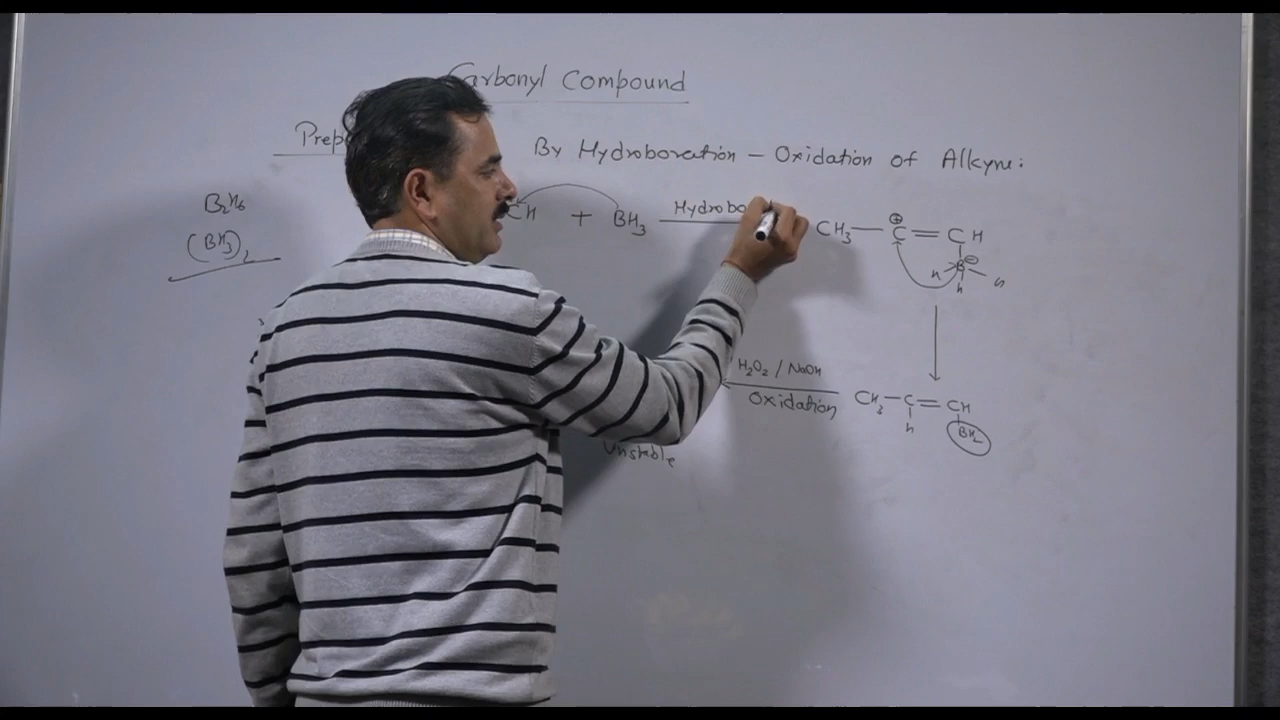 Carbonyl Compound
Prep
By Hydroboration - Oxidation of Alkyne:
B2H6
(BH3)2
CH + BH3
Hydrobo
CH3 — C = CH
⊕
B ⊖
H
H
H
H2O2 / NaOH
Oxidation
CH3 — C = CH
H
BH2
Unstable